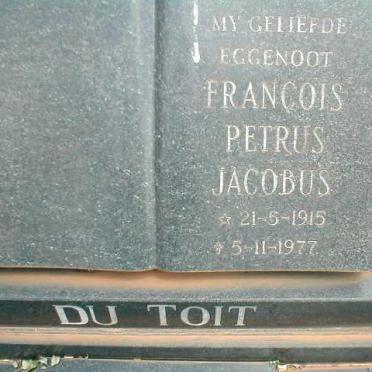 MY GELIEFDE
EGGENOOT
FRANCOIS
PETRUS
JACOBUS
☆ 21-5-1915
✞ 5-11-1977
DU TOIT